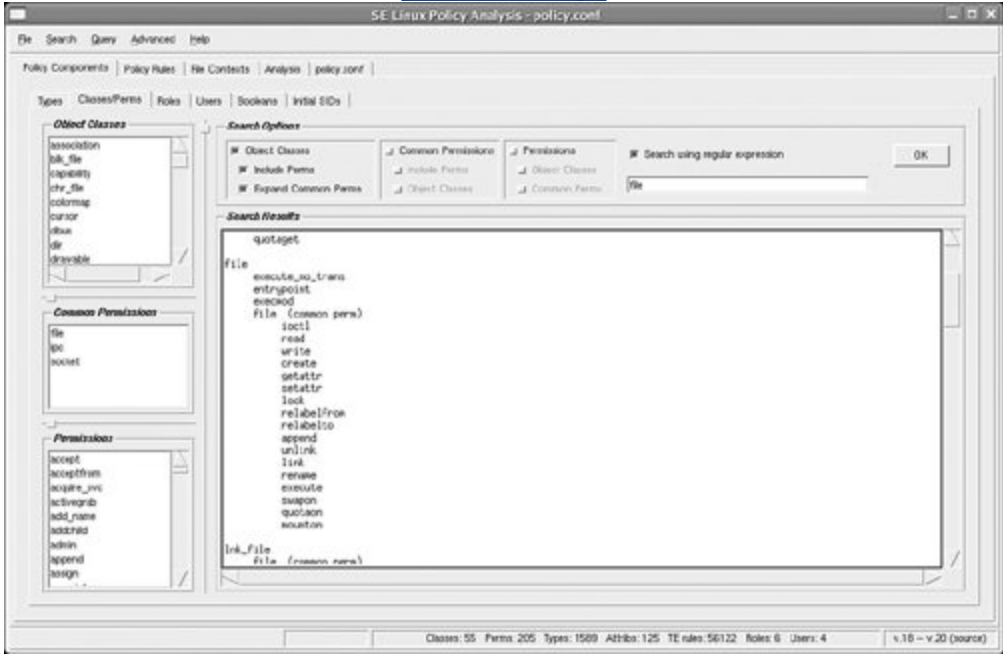 SE Linux Policy Analysis - policy.conf
File Search Query Advanced Help
Policy Components Policy Rules File Contexts Analysis policy.conf
Types Classes/Perms Roles Users Booleans Initial SIDs
Object Classes
association
blk_file
capability
chr_file
colormap
cursor
dbus
dir
drawable
Common Permissions
file
ipc
socket
Permissions
accept
acceptfrom
acquire_svc
activegrab
add_name
addchild
admin
append
assign
Search Options
Object Classes
Include Perms
Expand Common Perms
Common Permissions
Include Perms
Object Classes
Permissions
Object Classes
Common Perms
Search using regular expression
file
OK
Search Results
quotaget
file
execute_no_trans
entrypoint
execmod
file (common perm)
ioctl
read
write
create
getattr
setattr
lock
relabelfrom
relabelto
append
unlink
link
rename
execute
swapon
quotaon
mounton
lnk_file
file (common perm)
Classes: 55 Perms: 205 Types: 1589 Attribs: 125 TE rules: 56122 Roles: 6 Users: 4
v.18 – v.20 (source)